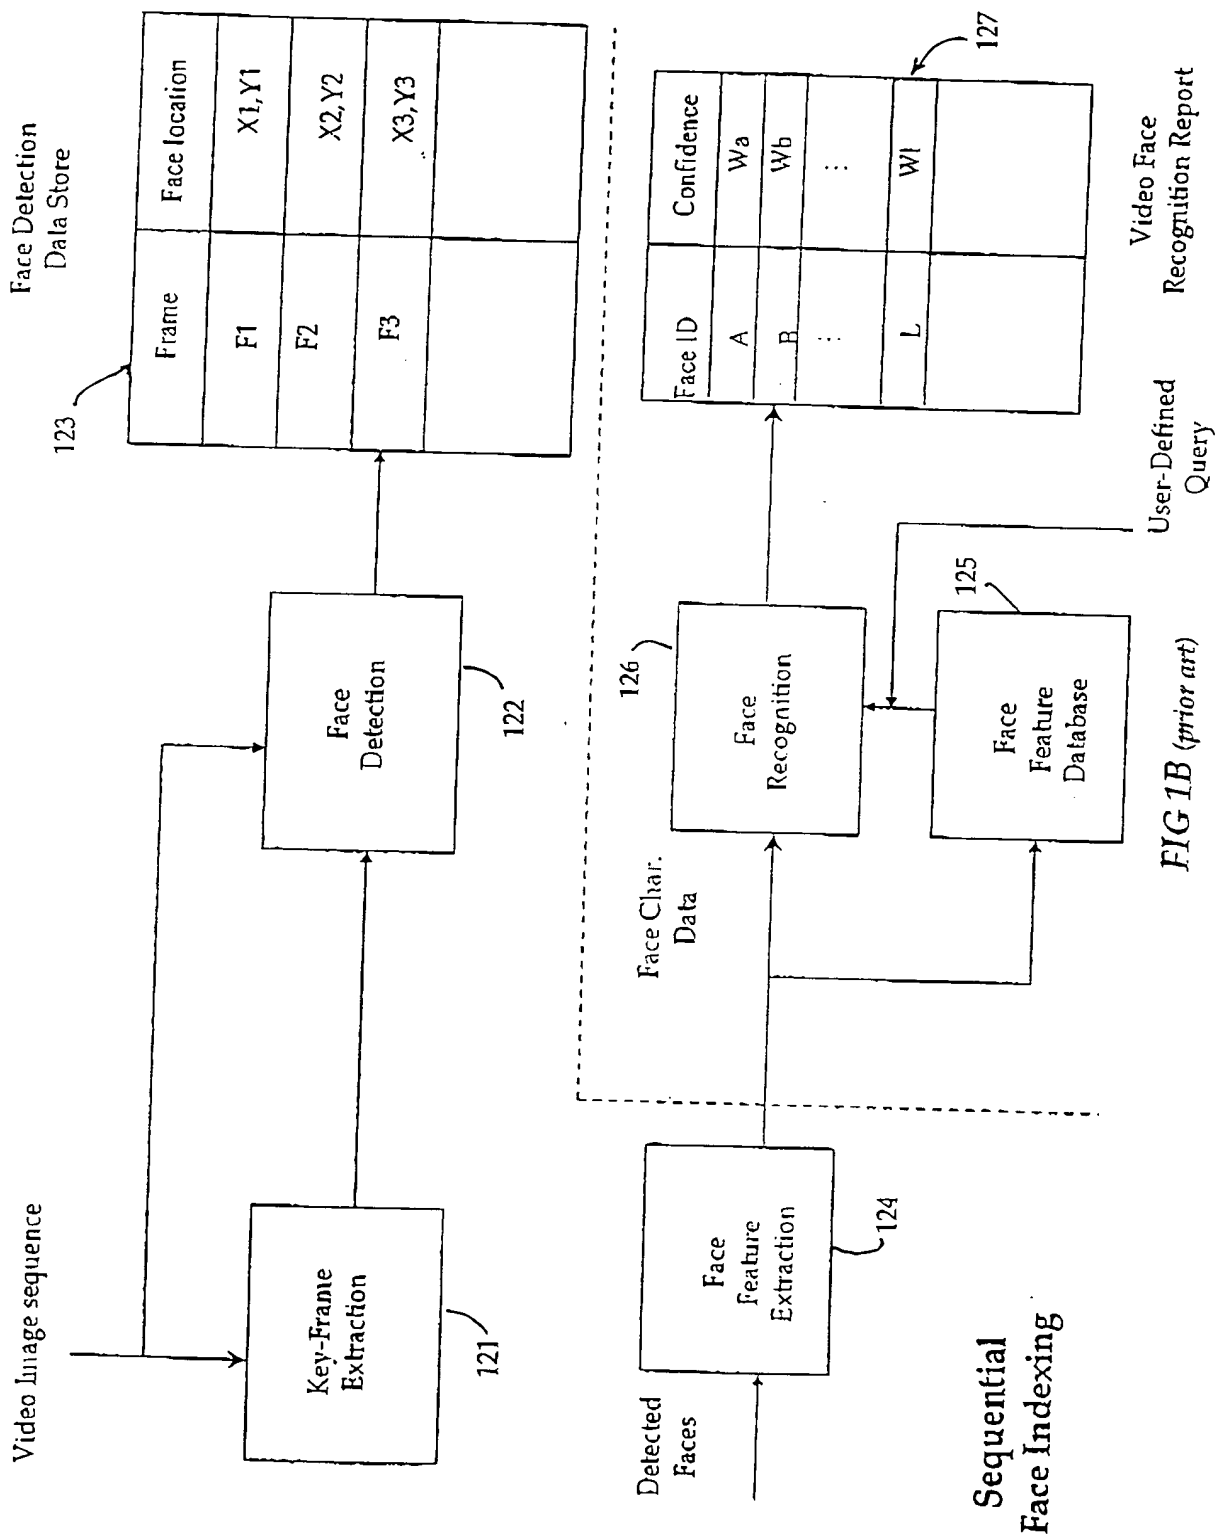 Video Image sequence
Key-Frame
Extraction
121
Face
Detection
122
Face Detection
Data Store
123
Frame Face location
F1 X1,Y1
F2 X2,Y2
F3 X3,Y3
Detected
Faces
Face
Feature
Extraction
124
Face Char.
Data
Face
Recognition
126
Face
Feature
Database
125
User-Defined
Query
Face ID Confidence
A Wa
B Wb
⋮ ⋮
L Wl
127
Video Face
Recognition Report
Sequential
Face Indexing
FIG 1B (prior art)